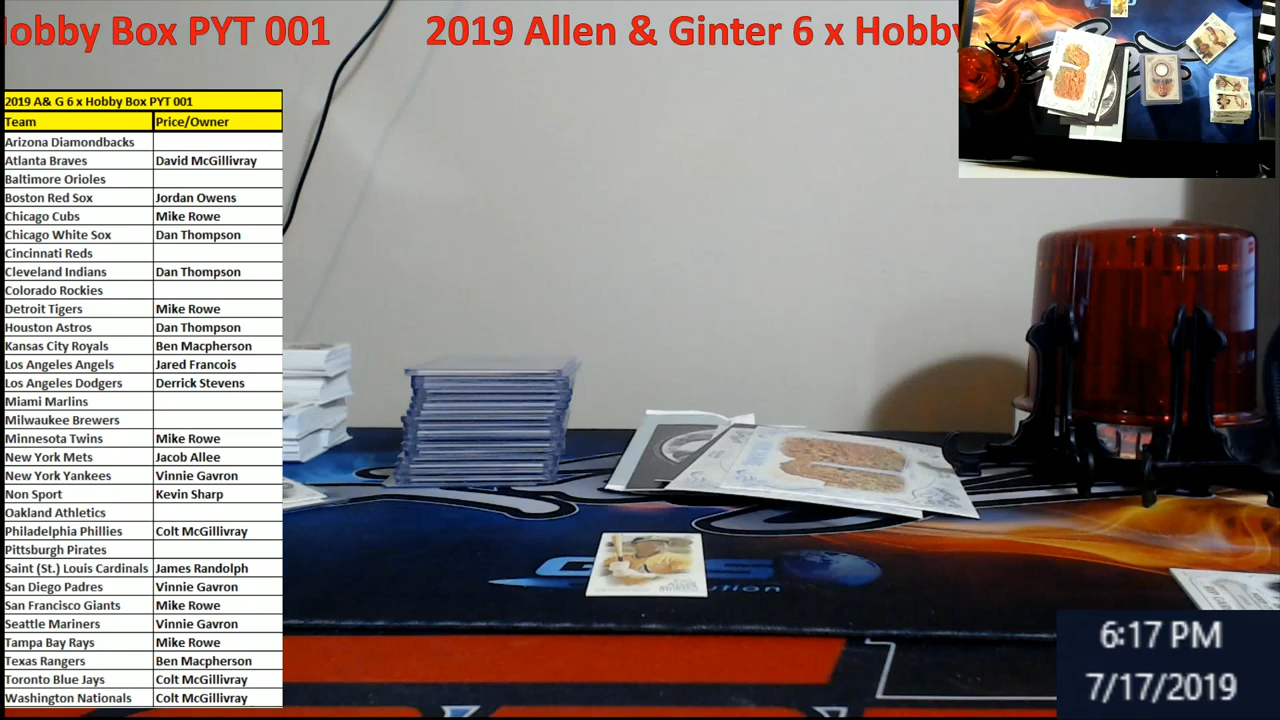 Hobby Box PYT 001 2019 Allen & Ginter 6 x Hobby
2019 A& G 6 x Hobby Box PYT 001
Team Price/Owner
Arizona Diamondbacks
Atlanta Braves David McGillivray
Baltimore Orioles
Boston Red Sox Jordan Owens
Chicago Cubs Mike Rowe
Chicago White Sox Dan Thompson
Cincinnati Reds
Cleveland Indians Dan Thompson
Colorado Rockies
Detroit Tigers Mike Rowe
Houston Astros Dan Thompson
Kansas City Royals Ben Macpherson
Los Angeles Angels Jared Francois
Los Angeles Dodgers Derrick Stevens
Miami Marlins
Milwaukee Brewers
Minnesota Twins Mike Rowe
New York Mets Jacob Allee
New York Yankees Vinnie Gavron
Non Sport Kevin Sharp
Oakland Athletics
Philadelphia Phillies Colt McGillivray
Pittsburgh Pirates
Saint (St.) Louis Cardinals James Randolph
San Diego Padres Vinnie Gavron
San Francisco Giants Mike Rowe
Seattle Mariners Vinnie Gavron
Tampa Bay Rays Mike Rowe
Texas Rangers Ben Macpherson
Toronto Blue Jays Colt McGillivray
Washington Nationals Colt McGillivray
6:17 PM
7/17/2019